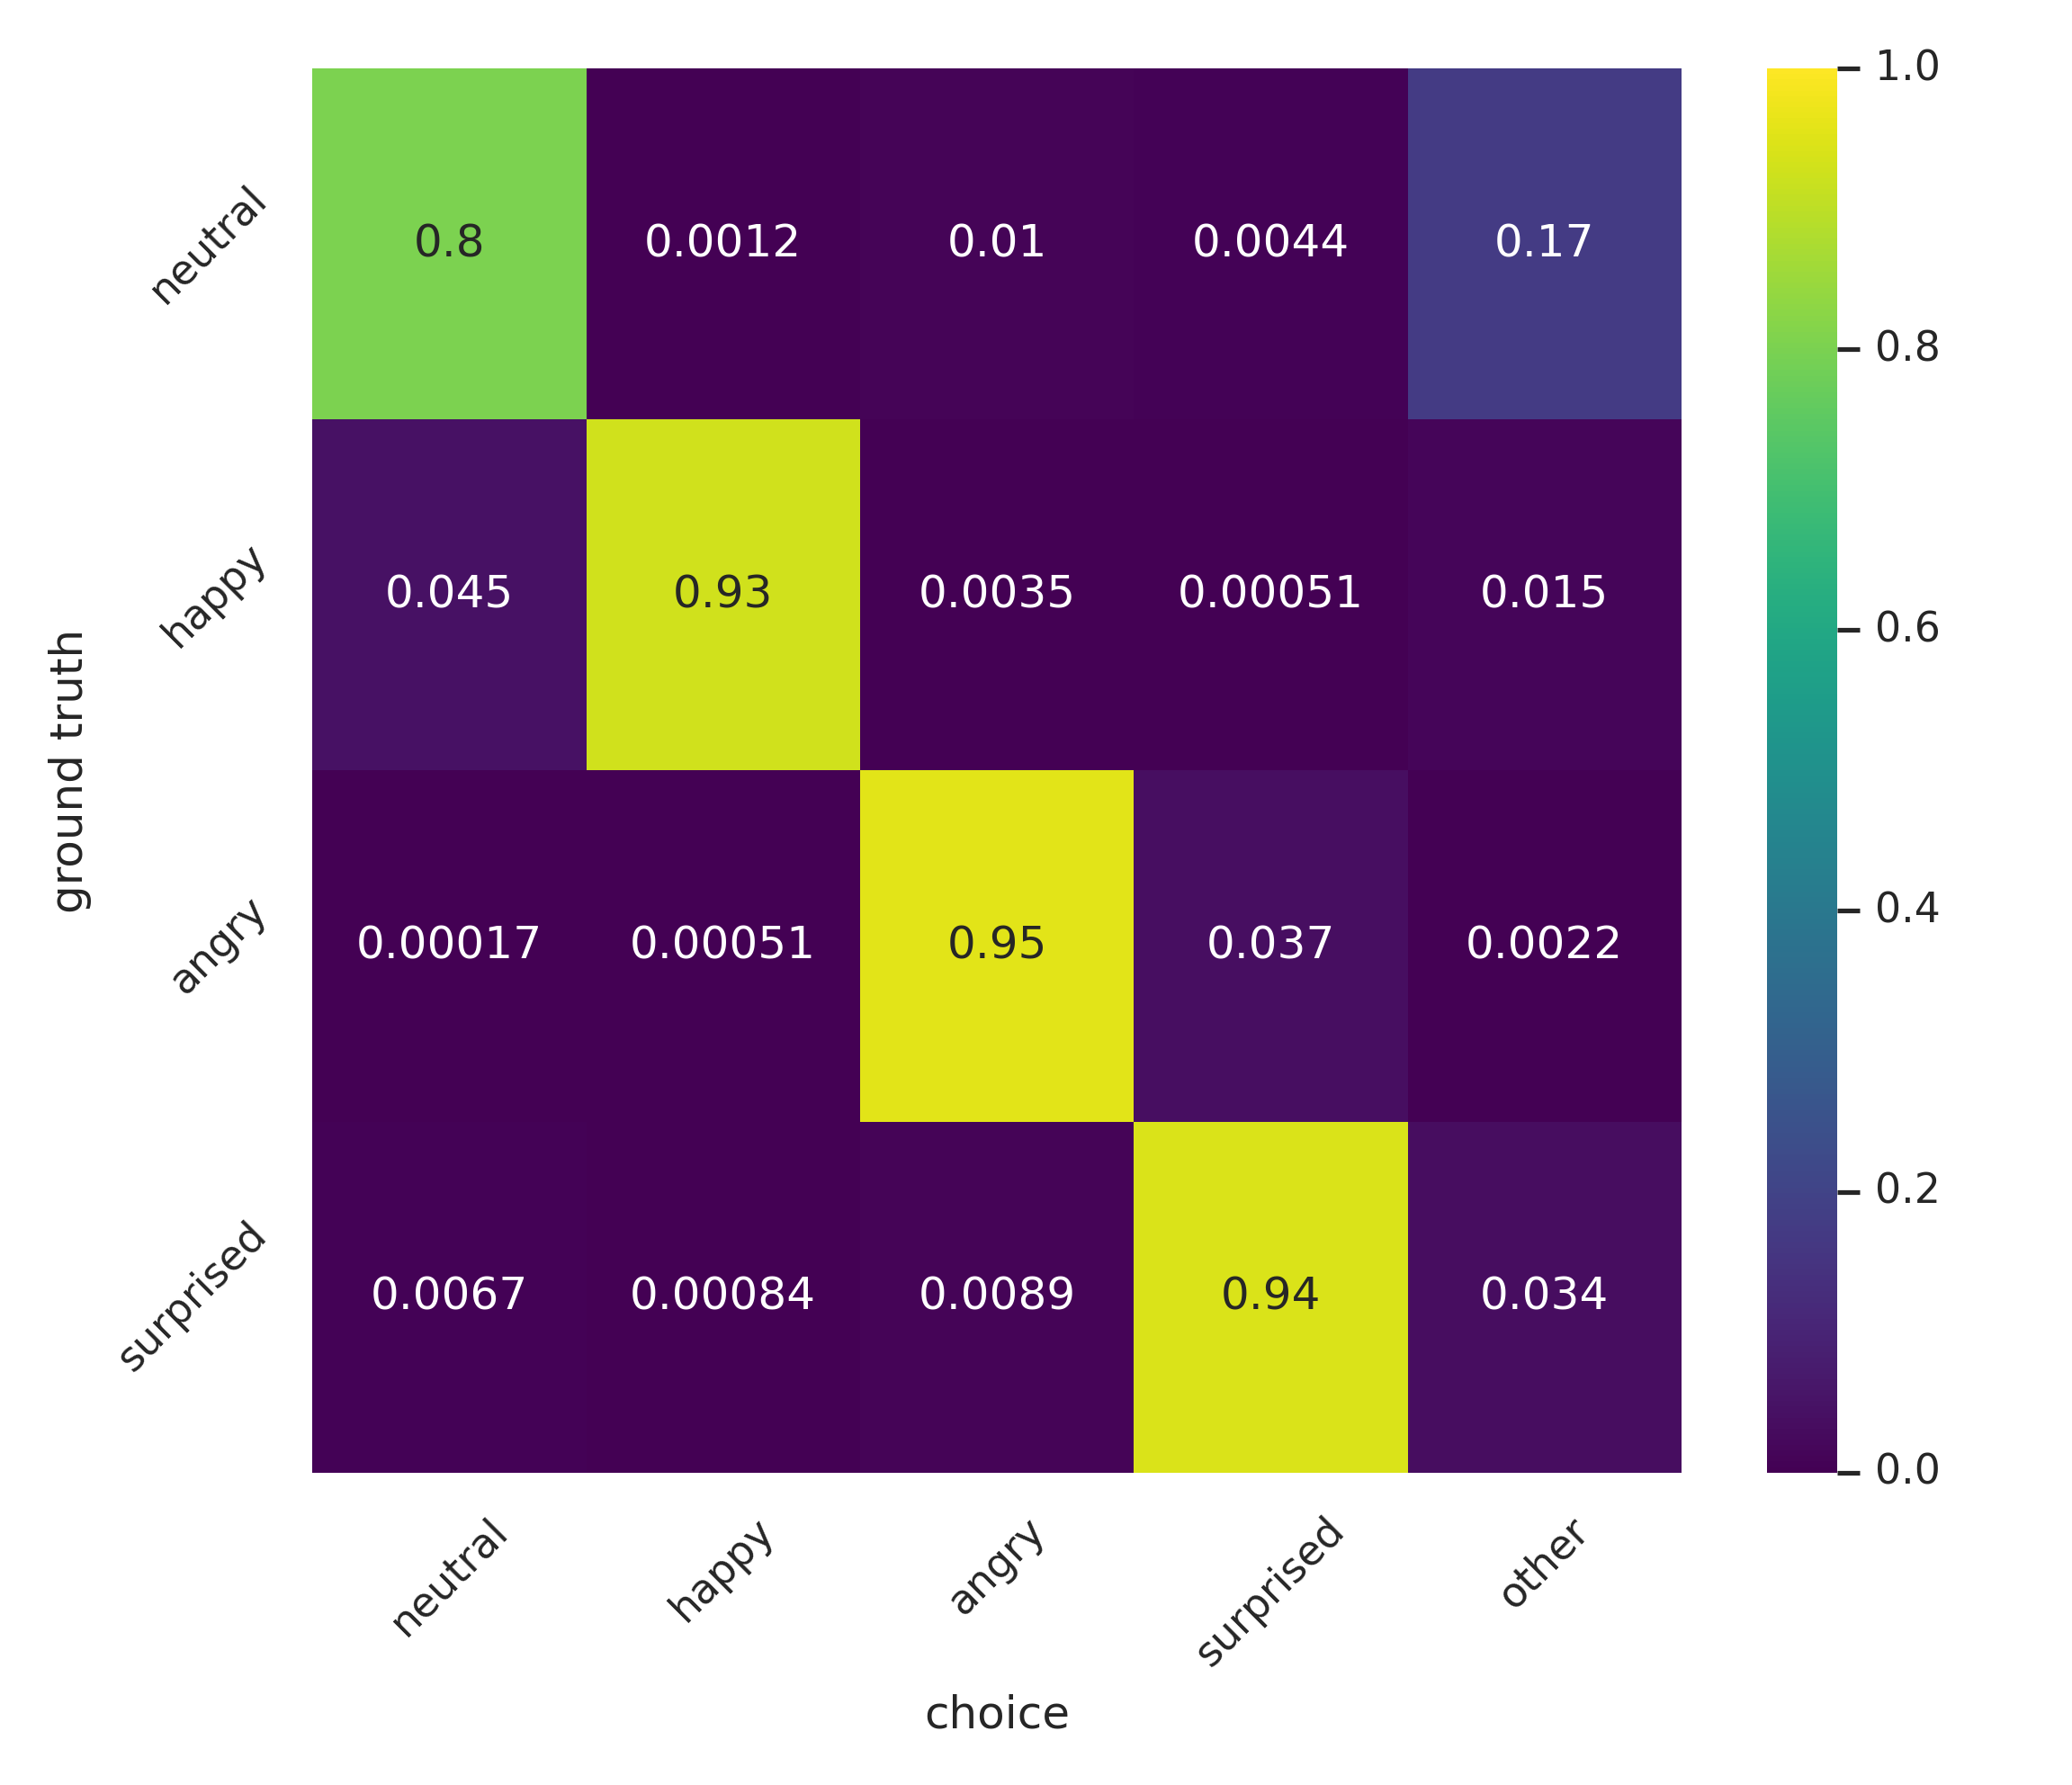 neutral 0.8 0.0012 0.01 0.0044 0.17
happy 0.045 0.93 0.0035 0.00051 0.015
angry 0.00017 0.00051 0.95 0.037 0.0022
surprised 0.0067 0.00084 0.0089 0.94 0.034
ground truth
neutral happy angry surprised other
choice
1.0
0.8
0.6
0.4
0.2
0.0